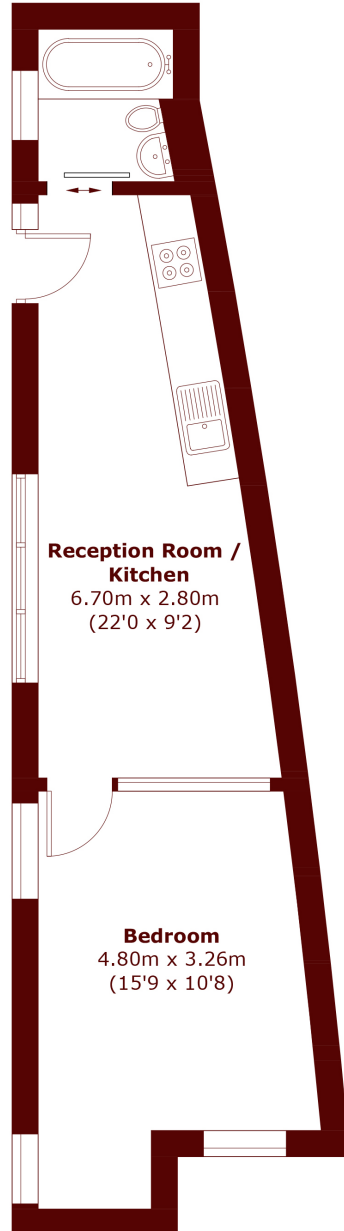 Reception Room /
Kitchen
6.70m x 2.80m
(22'0 x 9'2)
Bedroom
4.80m x 3.26m
(15'9 x 10'8)